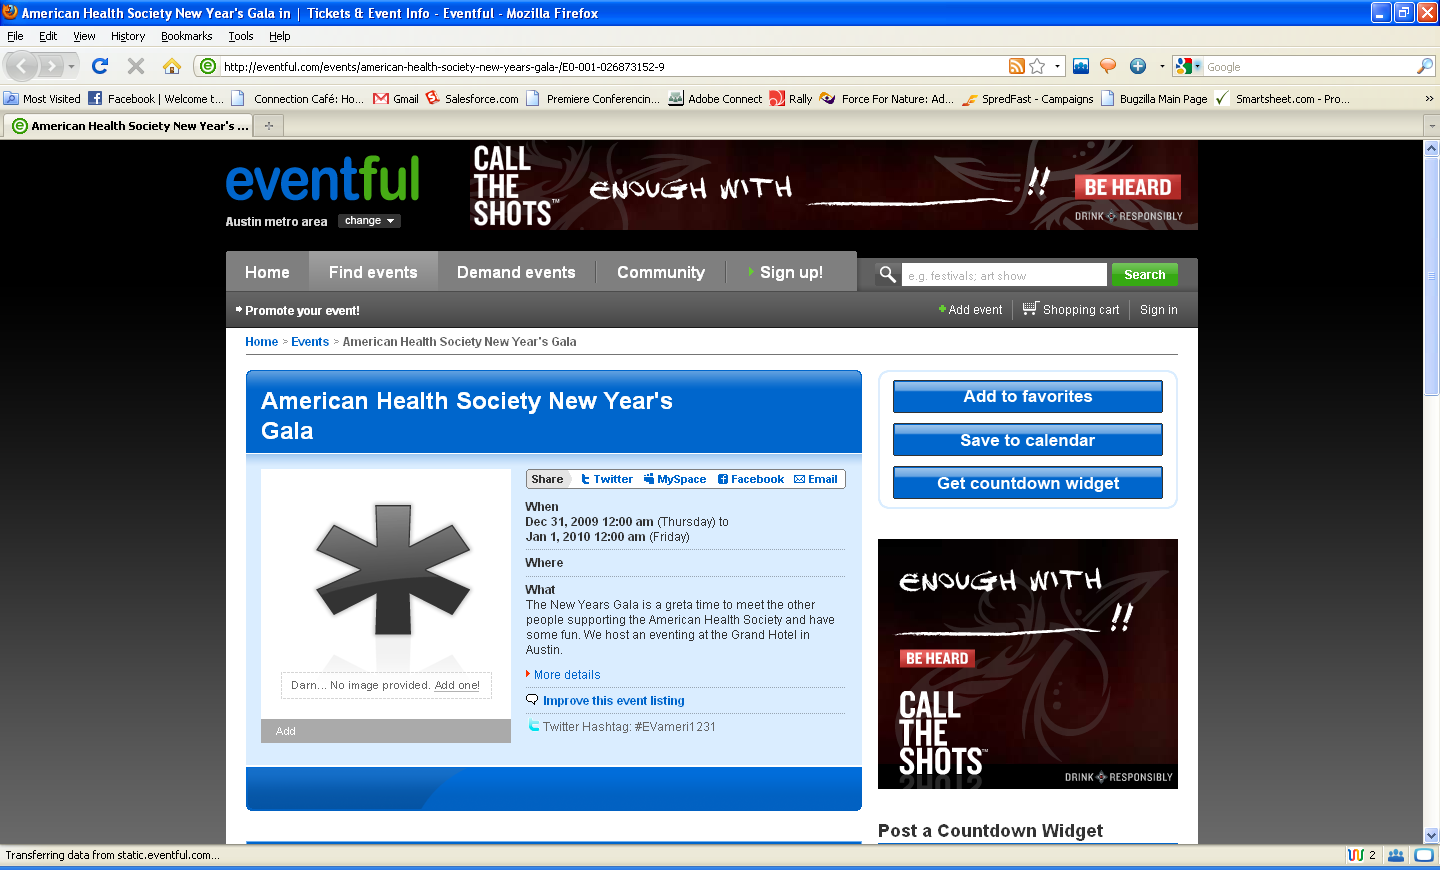 American Health Society New Year's Gala in | Tickets & Event Info - Eventful - Mozilla Firefox
File Edit View History Bookmarks Tools Help
http://eventful.com/events/american-health-society-new-years-gala-/E0-001-026873152-9
Google
Most Visited Facebook | Welcome t... Connection Café: Ho... Gmail Salesforce.com Premiere Conferencin... Adobe Connect Rally Force For Nature: Ad... SpredFast - Campaigns Bugzilla Main Page Smartsheet.com - Pro... »
American Health Society New Year's ...
eventful
Austin metro area change
CALL THE SHOTS™
ENOUGH WITH !!
BE HEARD
DRINK RESPONSIBLY
Home Find events Demand events Community Sign up!
e.g. festivals; art show Search
Promote your event!
Add event Shopping cart Sign in
Home > Events > American Health Society New Year's Gala
American Health Society New Year's
Gala
Share Twitter MySpace Facebook Email
When
Dec 31, 2009 12:00 am (Thursday) to
Jan 1, 2010 12:00 am (Friday)
Where
What
The New Years Gala is a greta time to meet the other
people supporting the American Health Society and have
some fun. We host an eventing at the Grand Hotel in
Austin.
More details
Improve this event listing
Twitter Hashtag: #EVameri1231
Darn... No image provided. Add one!
Add
Add to favorites
Save to calendar
Get countdown widget
ENOUGH WITH
!!
BE HEARD
CALL
THE
SHOTS™
DRINK RESPONSIBLY
Post a Countdown Widget
Transferring data from static.eventful.com...
2